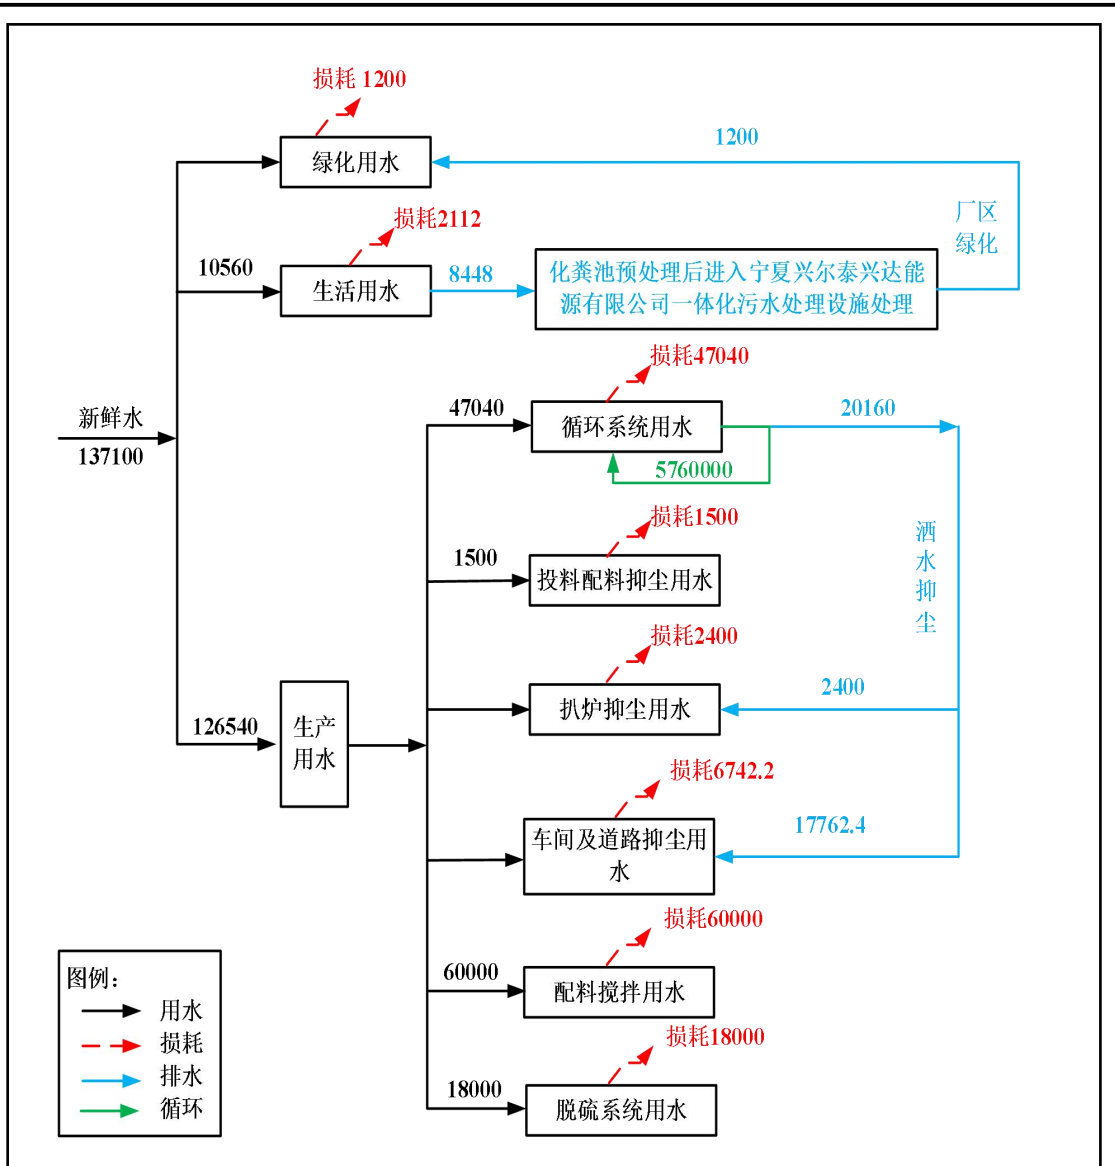 损耗 1200
1200
绿化用水
厂区
绿化
损耗2112
10560
生活用水
8448
化粪池预处理后进入宁夏兴尔泰兴达能
源有限公司一体化污水处理设施处理
损耗47040
新鲜水
137100
47040
循环系统用水
20160
5760000
损耗1500
1500
投料配料抑尘用水
洒
水
抑
尘
损耗2400
2400
扒炉抑尘用水
126540
生产
用水
损耗6742.2
17762.4
车间及道路抑尘用
水
损耗60000
60000
配料搅拌用水
损耗18000
18000
脱硫系统用水
图例：
用水
损耗
排水
循环